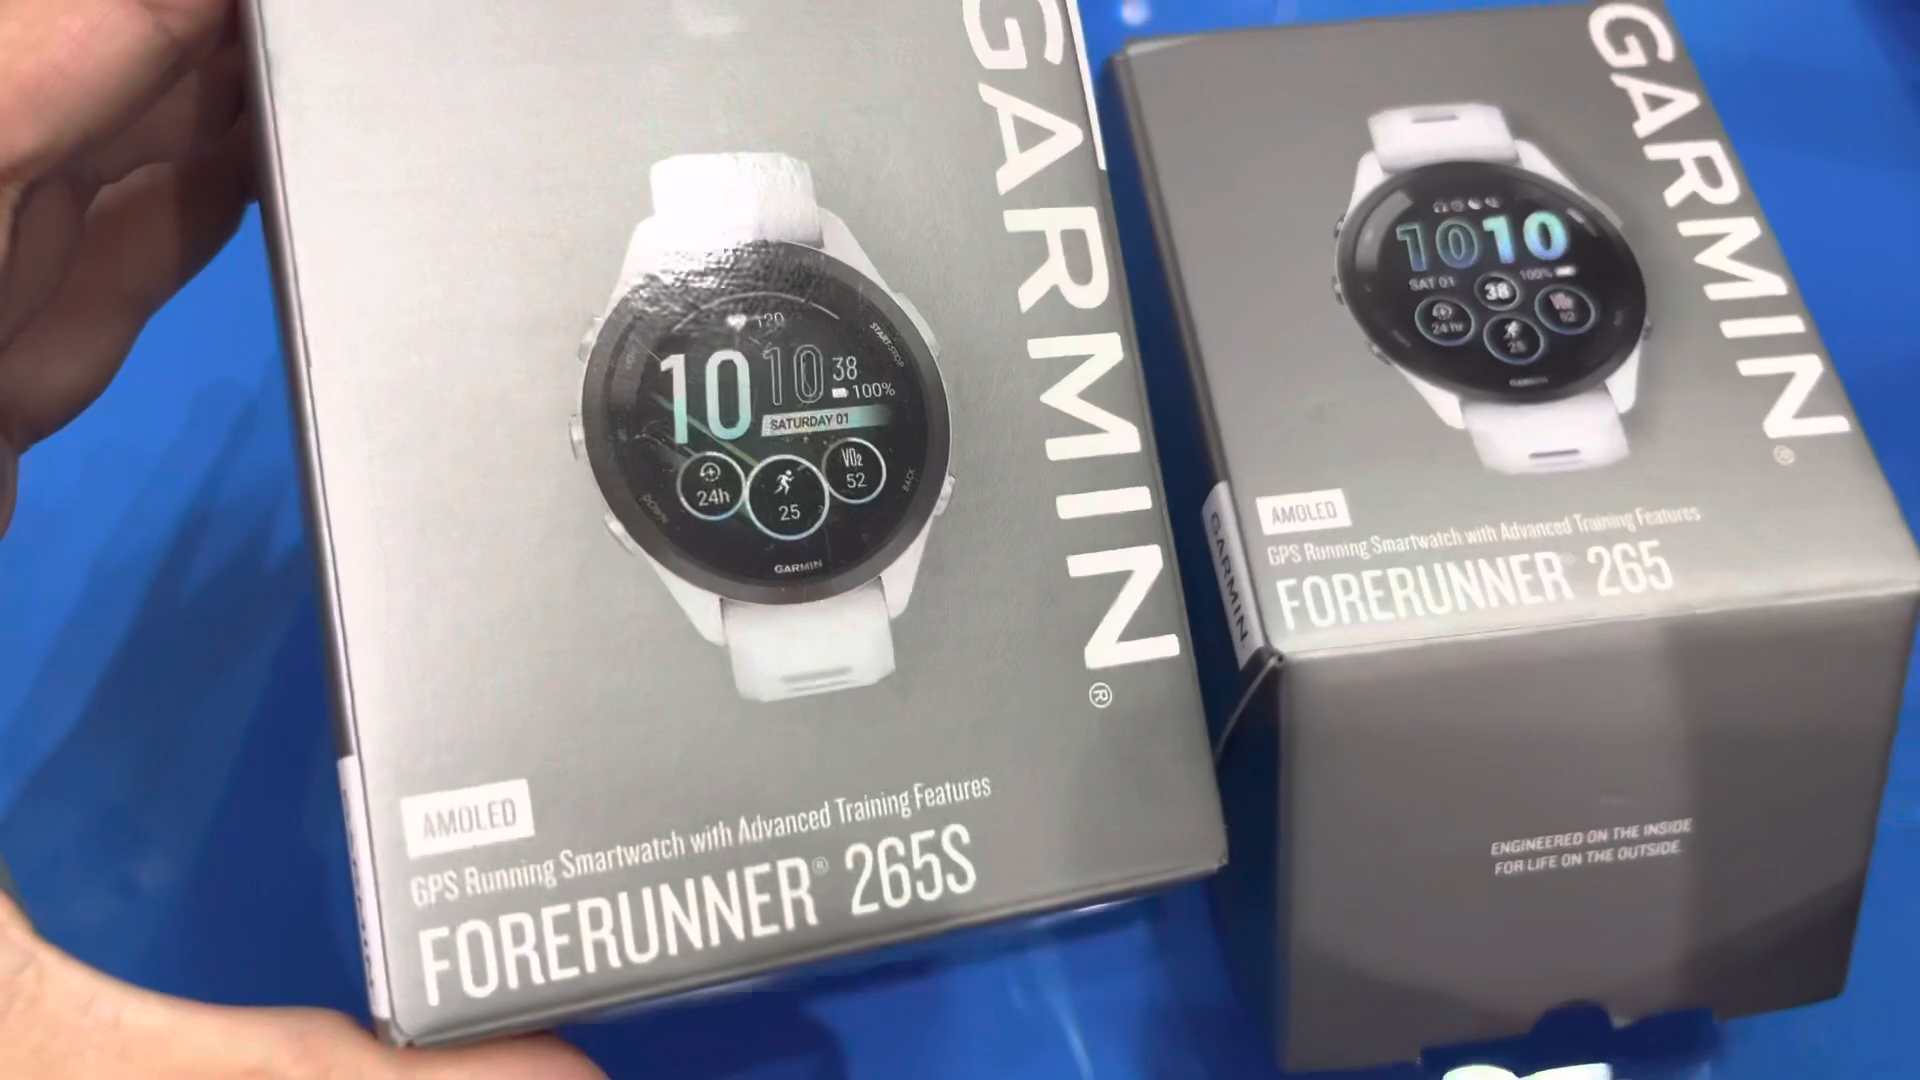 GARMIN®
120
START·STOP
10 10 38
100%
SATURDAY 01
24h
25
VO₂
52
BACK
DOWN
GARMIN
AMOLED
GPS Running Smartwatch with Advanced Training Features
FORERUNNER® 265S
GARMIN®
1010
SAT 01
100%
38
24 hr
52
25
GARMIN
AMOLED
GPS Running Smartwatch with Advanced Training Features
FORERUNNER® 265
GARMIN
ENGINEERED ON THE INSIDE
FOR LIFE ON THE OUTSIDE.